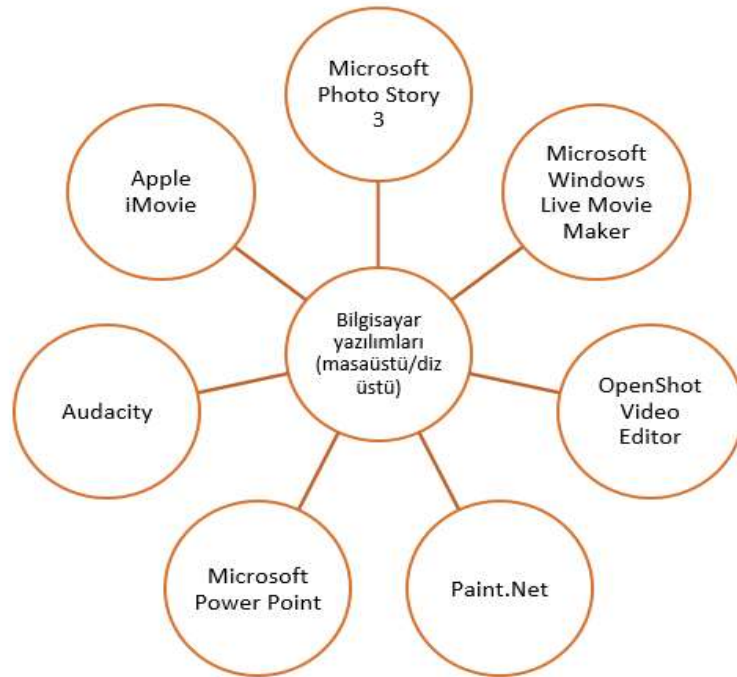 Microsoft
Photo Story
3
Microsoft
Windows
Live Movie
Maker
OpenShot
Video
Editor
Paint.Net
Microsoft
Power Point
Audacity
Apple
iMovie
Bilgisayar
yazılımları
(masaüstü/diz
üstü)